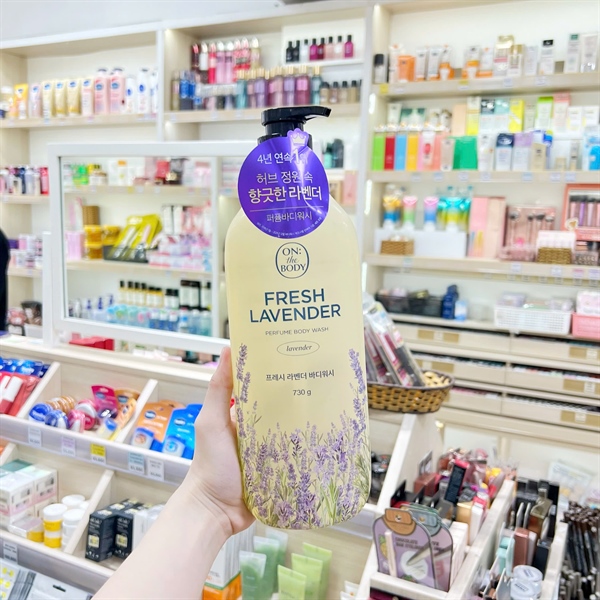 4년 연속 1
허브 정원 속
향긋한 라벤더
퍼퓸바디워시
ON:
the
BODY
FRESH
LAVENDER
PERFUME BODY WASH
lavender
프레시 라벤더 바디워시
730 g